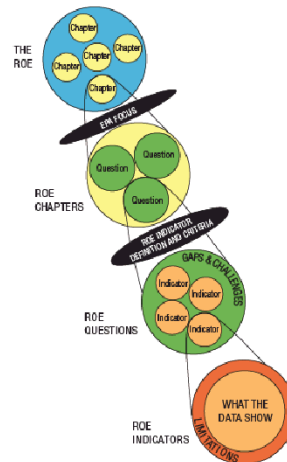 THE
ROE
Chapter
Chapter
Chapter
Chapter
Chapter
EPA FOCUS
ROE
CHAPTERS
Question
Question
Question
ROE INDICATOR
DEFINITION AND CRITERIA
ROE
QUESTIONS
GAPS & CHALLENGES
Indicator
Indicator
Indicator
Indicator
ROE
INDICATORS
WHAT THE
DATA SHOW
LIMITATIONS